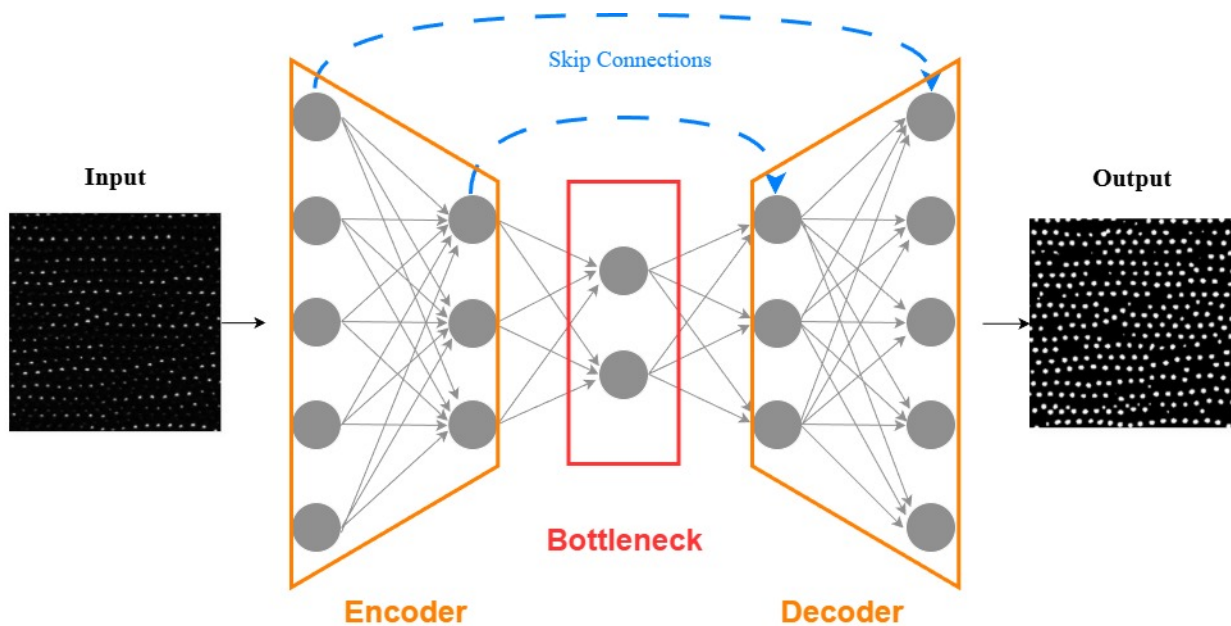 Skip Connections
Input
Output
Bottleneck
Encoder
Decoder